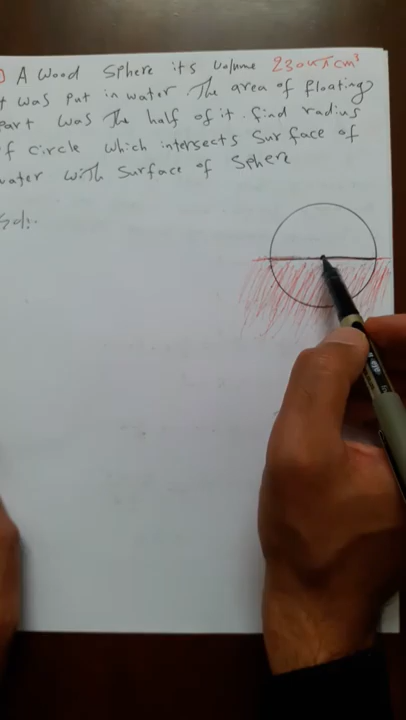 A wood sphere its volume 2304π cm³
t was put in water The area of floating
part was The half of it . find radius
of circle which intersects surface of
water with surface of sphere
Sol:-